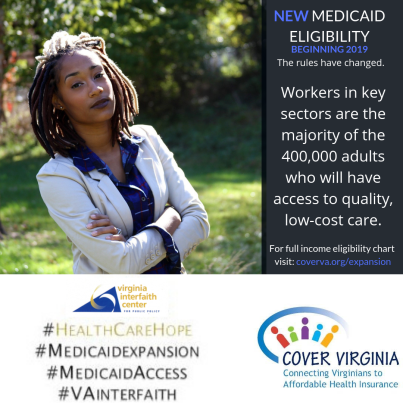 NEW MEDICAID
ELIGIBILITY
BEGINNING 2019
The rules have changed.
Workers in key
sectors are the
majority of the
400,000 adults
who will have
access to quality,
low-cost care.
For full income eligibility chart
visit: coverva.org/expansion
virginia
interfaith
center
FOR PUBLIC POLICY
#HEALTHCAREHOPE
#MEDICAIDEXPANSION
#MEDICAIDACCESS
#VAINTERFAITH
COVER VIRGINIA
Connecting Virginians to
Affordable Health Insurance